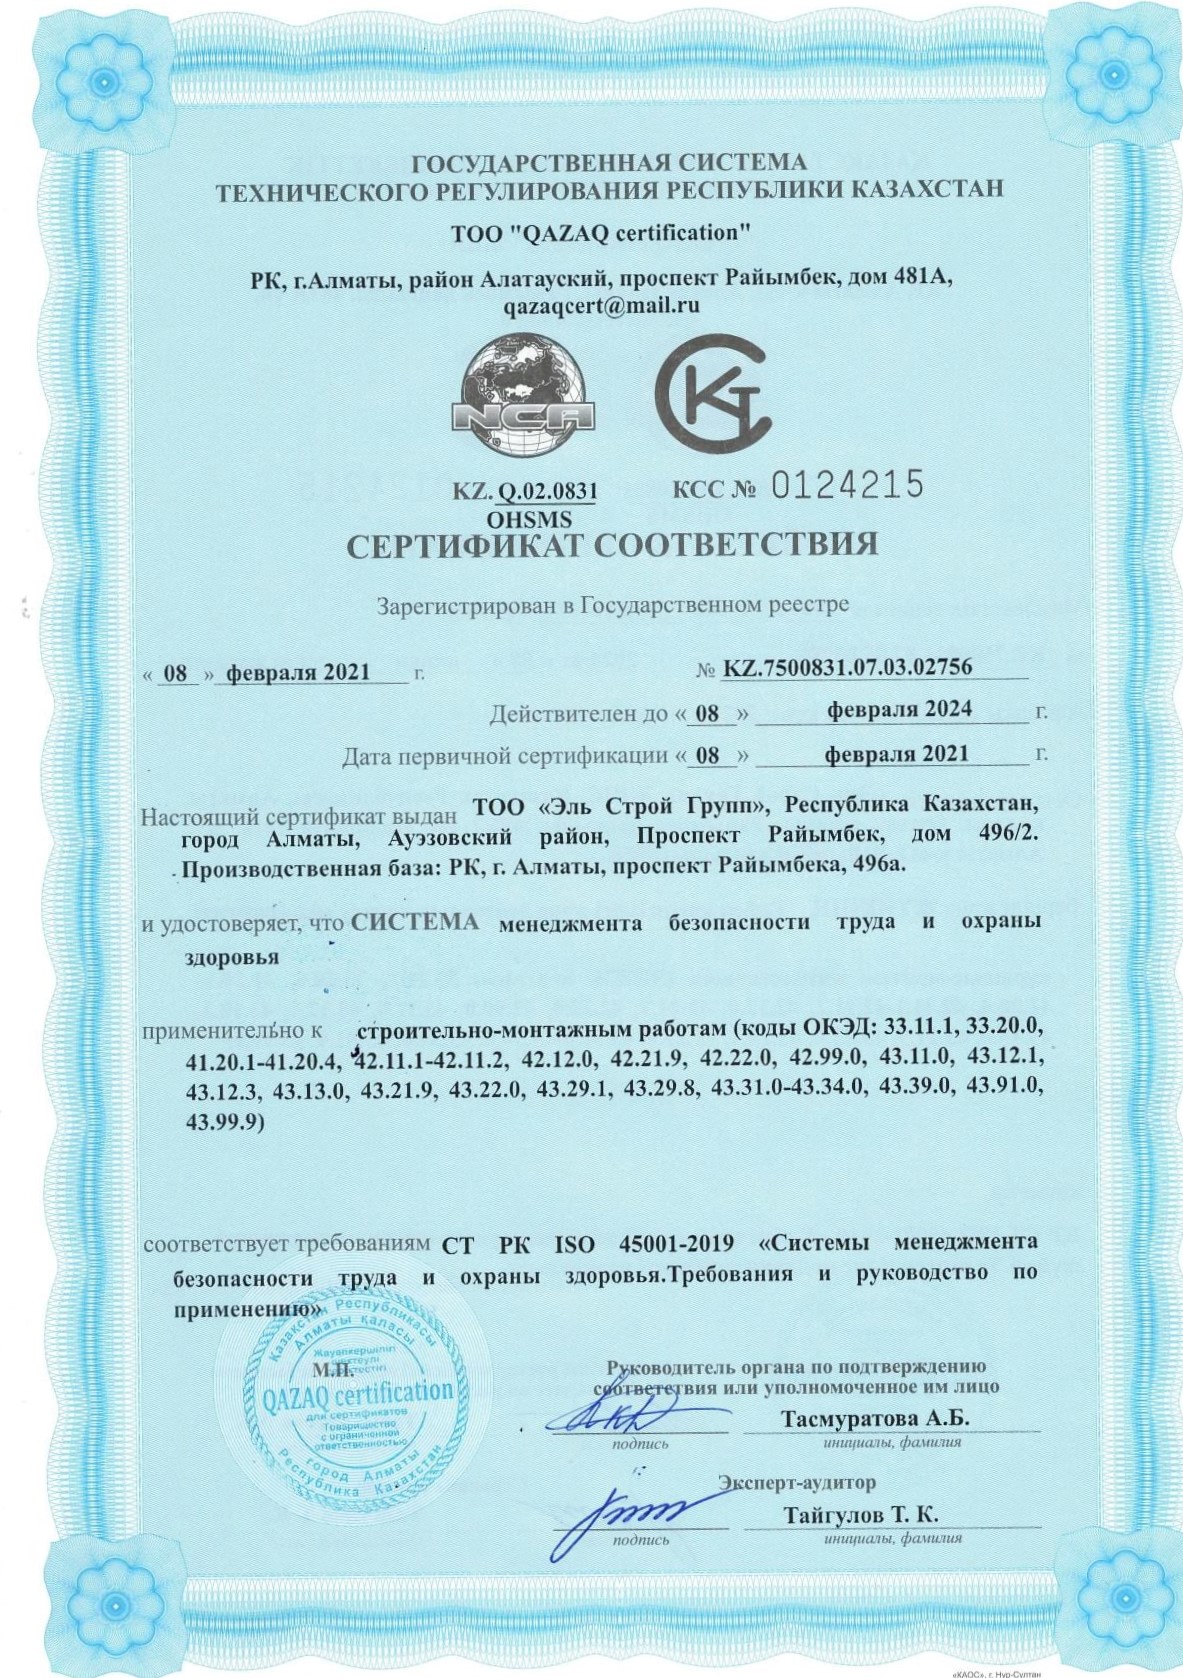 ГОСУДАРСТВЕННАЯ СИСТЕМА
ТЕХНИЧЕСКОГО РЕГУЛИРОВАНИЯ РЕСПУБЛИКИ КАЗАХСТАН
ТОО "QAZAQ certification"
РК, г.Алматы, район Алатауский, проспект Райымбек, дом 481А,
qazaqcert@mail.ru
NCA
КТ
KZ. Q.02.0831
КСС № 0124215
OHSMS
СЕРТИФИКАТ СООТВЕТСТВИЯ
Зарегистрирован в Государственном реестре
« 08 » февраля 2021 г.
№ KZ.7500831.07.03.02756
Действителен до « 08 » февраля 2024 г.
Дата первичной сертификации « 08 » февраля 2021 г.
Настоящий сертификат выдан ТОО «Эль Строй Групп», Республика Казахстан,
город Алматы, Ауэзовский район, Проспект Райымбек, дом 496/2.
Производственная база: РК, г. Алматы, проспект Райымбека, 496а.
и удостоверяет, что СИСТЕМА менеджмента безопасности труда и охраны
здоровья
применительно к строительно-монтажным работам (коды ОКЭД: 33.11.1, 33.20.0,
41.20.1-41.20.4, 42.11.1-42.11.2, 42.12.0, 42.21.9, 42.22.0, 42.99.0, 43.11.0, 43.12.1,
43.12.3, 43.13.0, 43.21.9, 43.22.0, 43.29.1, 43.29.8, 43.31.0-43.34.0, 43.39.0, 43.91.0,
43.99.9)
соответствует требованиям СТ РК ISO 45001-2019 «Системы менеджмента
безопасности труда и охраны здоровья.Требования и руководство по
применению»
Казахстан Республикасы
Алматы қаласы
Жауапкершілігі
шектеулі
М.П.
QAZAQ certification
для сертификатов
Товарищество
с ограниченной
ответственностью
город Алматы
Республика Казахстан
Руководитель органа по подтверждению
соответствия или уполномоченное им лицо
Тасмуратова А.Б.
подпись
инициалы, фамилия
Эксперт-аудитор
Тайгулов Т. К.
подпись
инициалы, фамилия
«КАОС», г. Нур-Султан